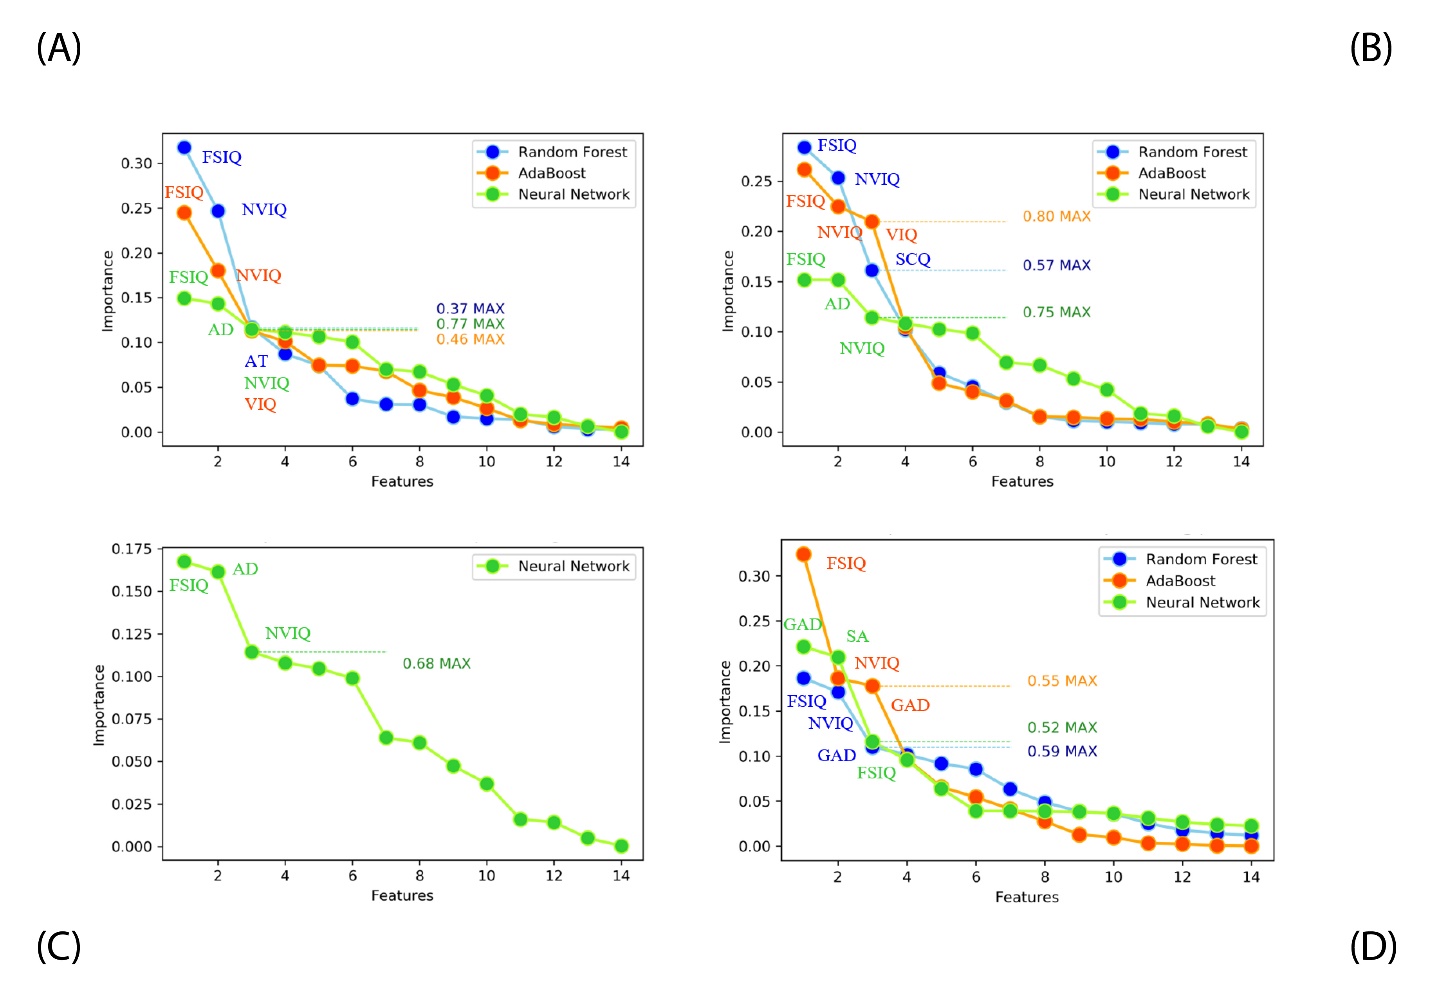 (A)
(B)
Random Forest
AdaBoost
Neural Network
0.30
0.25
0.20
0.15
0.10
0.05
0.00
Importance
FSIQ
NVIQ
FSIQ
NVIQ
FSIQ
AD
AT
NVIQ
VIQ
0.37 MAX
0.77 MAX
0.46 MAX
2 4 6 8 10 12 14
Features
Random Forest
AdaBoost
Neural Network
0.25
0.20
0.15
0.10
0.05
0.00
Importance
FSIQ
NVIQ
FSIQ
NVIQ
VIQ
SCQ
FSIQ
AD
NVIQ
0.80 MAX
0.57 MAX
0.75 MAX
2 4 6 8 10 12 14
Features
Neural Network
0.175
0.150
0.125
0.100
0.075
0.050
0.025
0.000
Importance
FSIQ
AD
NVIQ
0.68 MAX
2 4 6 8 10 12 14
Features
Random Forest
AdaBoost
Neural Network
0.30
0.25
0.20
0.15
0.10
0.05
0.00
Importance
FSIQ
GAD
SA
NVIQ
GAD
FSIQ
NVIQ
GAD
FSIQ
0.55 MAX
0.52 MAX
0.59 MAX
2 4 6 8 10 12 14
Features
(C)
(D)